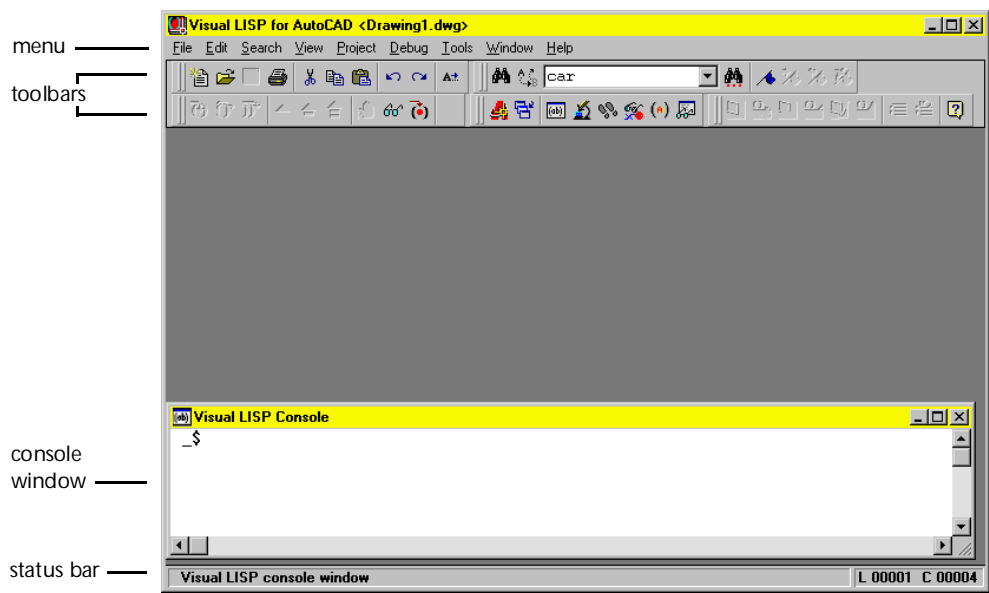 Visual LISP for AutoCAD <Drawing1.dwg>
menu
File Edit Search View Project Debug Tools Window Help
toolbars
car
Visual LISP Console
_$
console
window
status bar
Visual LISP console window
L 00001 C 00004